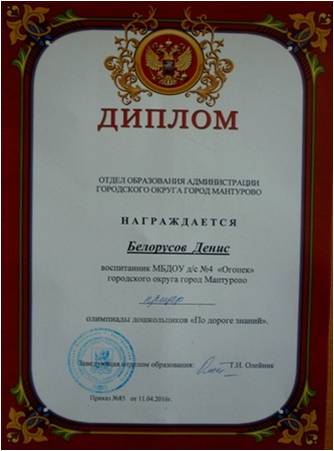 ДИПЛОМ
ОТДЕЛ ОБРАЗОВАНИЯ АДМИНИСТРАЦИИ
ГОРОДСКОГО ОКРУГА ГОРОД МАНТУРОВО
НАГРАЖДАЕТСЯ
Белорусов Денис
воспитанник МБДОУ д/с №4 «Огонек»
городского округа город Мантурово
призер
олимпиады дошкольников «По дороге знаний».
Заведующая отделом образования: Т.И. Олейник
Приказ №85 от 11.04.2016г.